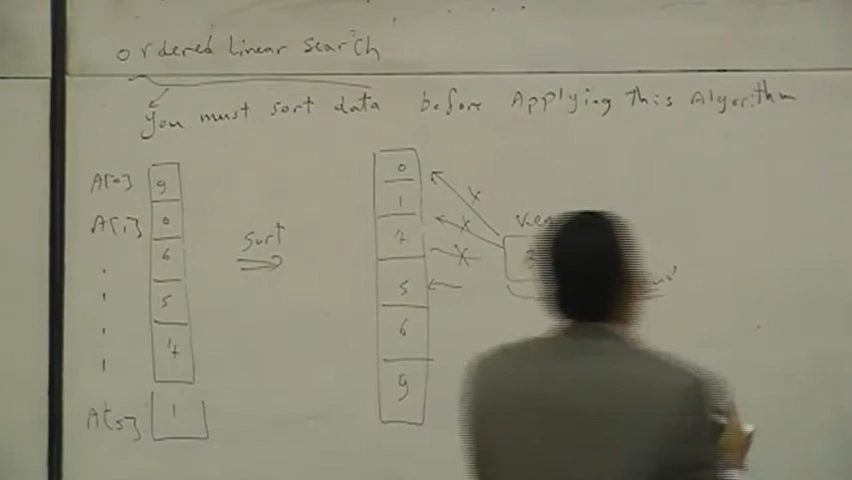 ordered Linear search
you must sort data before Applying This Algorithm
A[0] 9
A[1] 0
6
5
4
A[5] 1
sort
0
1
4
5
6
9
x
x
x